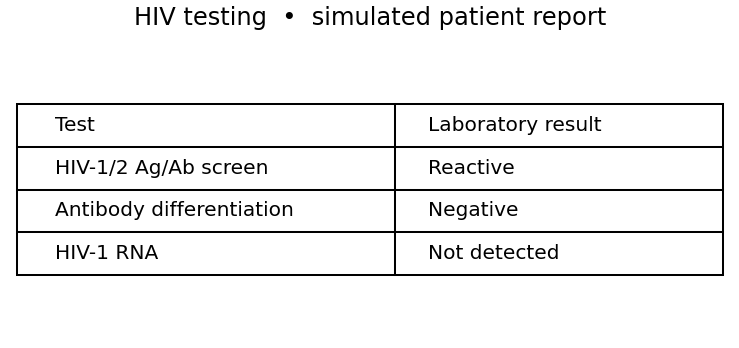 HIV testing • simulated patient report
Test Laboratory result
HIV-1/2 Ag/Ab screen Reactive
Antibody differentiation Negative
HIV-1 RNA Not detected